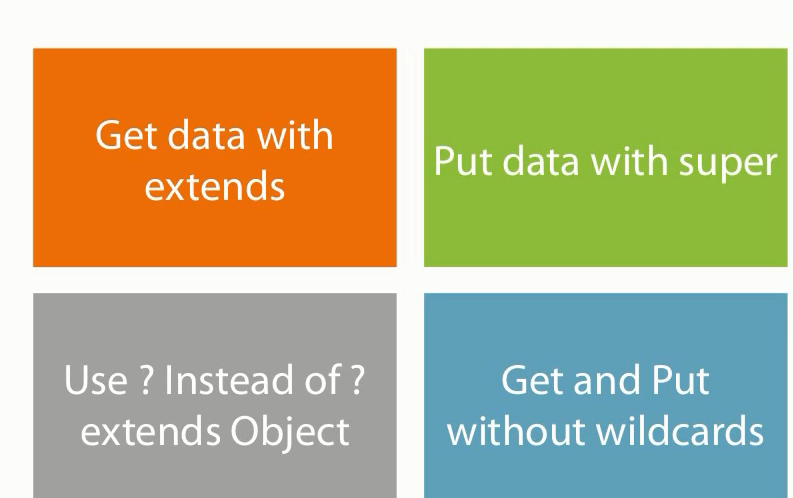 Get data with
extends
Put data with super
Use ? Instead of ?
extends Object
Get and Put
without wildcards